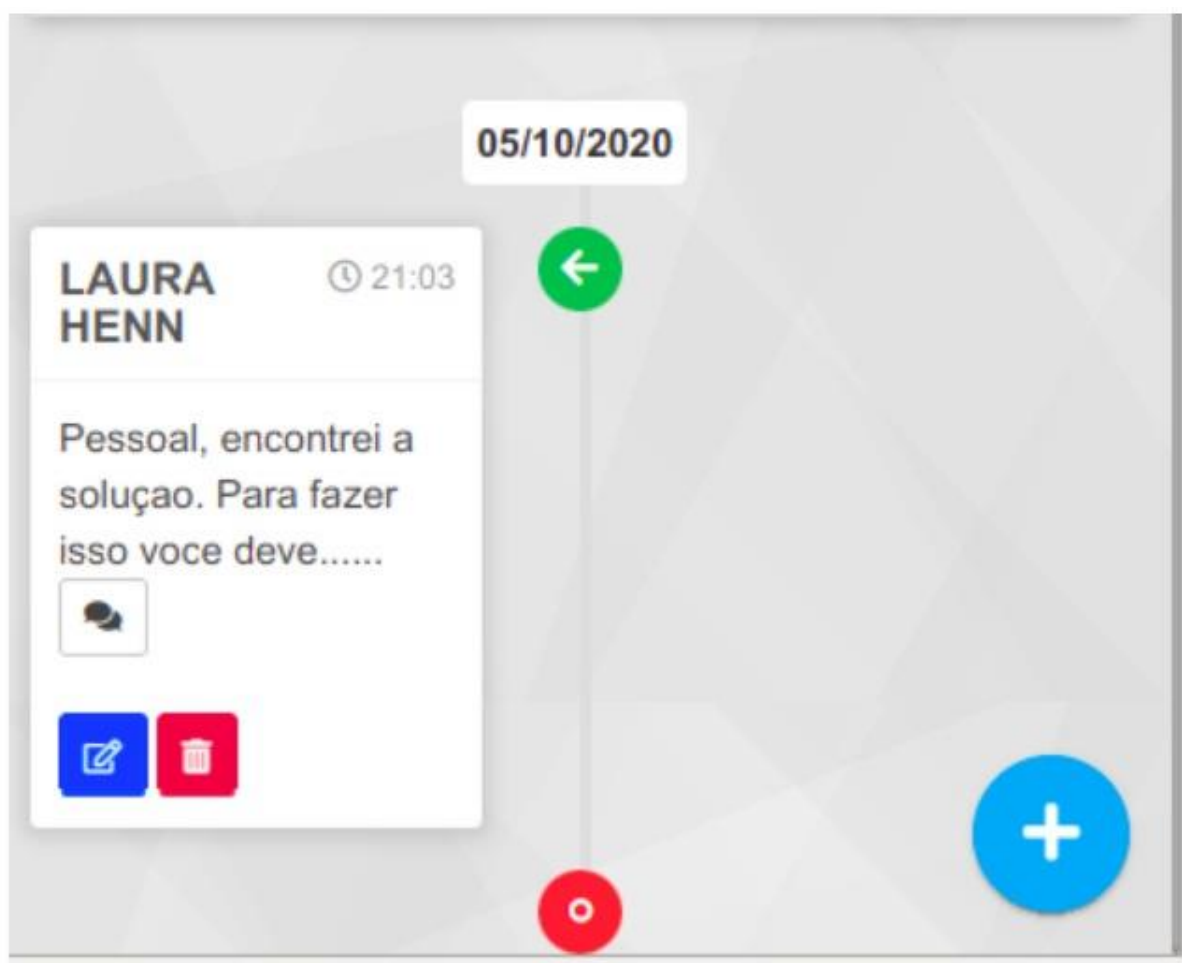 05/10/2020
LAURA
HENN
21:03
Pessoal, encontrei a
soluçao. Para fazer
isso voce deve......